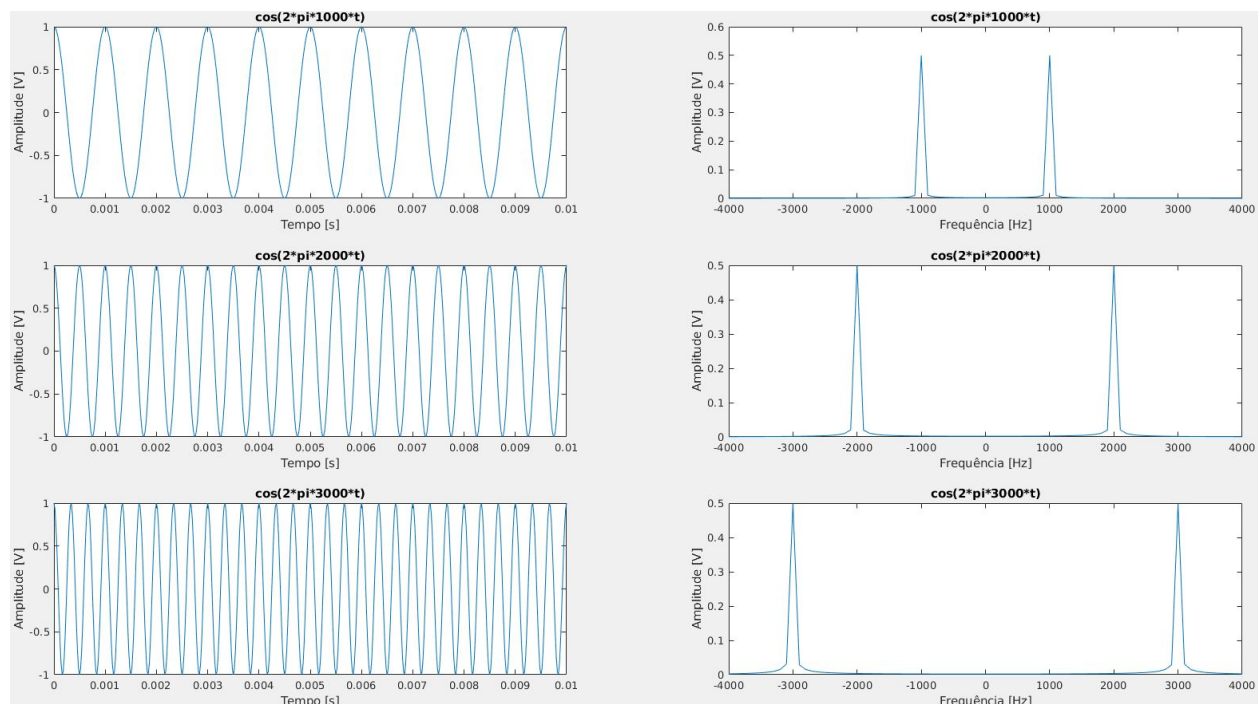 cos(2*pi*1000*t)
Amplitude [V]
1
0.5
0
-0.5
-1
0 0.001 0.002 0.003 0.004 0.005 0.006 0.007 0.008 0.009 0.01
Tempo [s]
cos(2*pi*1000*t)
Amplitude [V]
0.6
0.5
0.4
0.3
0.2
0.1
0
-4000 -3000 -2000 -1000 0 1000 2000 3000 4000
Frequência [Hz]
cos(2*pi*2000*t)
Amplitude [V]
1
0.5
0
-0.5
-1
0 0.001 0.002 0.003 0.004 0.005 0.006 0.007 0.008 0.009 0.01
Tempo [s]
cos(2*pi*2000*t)
Amplitude [V]
0.5
0.4
0.3
0.2
0.1
0
-4000 -3000 -2000 -1000 0 1000 2000 3000 4000
Frequência [Hz]
cos(2*pi*3000*t)
Amplitude [V]
1
0.5
0
-0.5
-1
0 0.001 0.002 0.003 0.004 0.005 0.006 0.007 0.008 0.009 0.01
Tempo [s]
cos(2*pi*3000*t)
Amplitude [V]
0.5
0.4
0.3
0.2
0.1
0
-4000 -3000 -2000 -1000 0 1000 2000 3000 4000
Frequência [Hz]